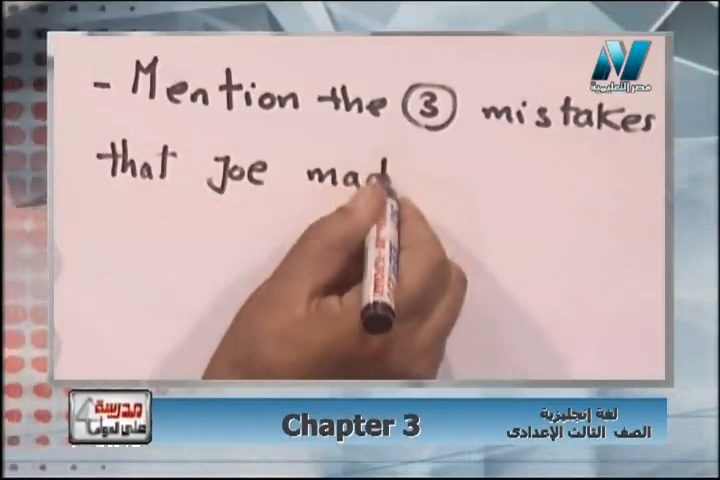 مصر التعليمية
- Mention the 3 mistakes
that Joe mad
مدرسة
على الهواء
Chapter 3
لغة إنجليزية
الصف الثالث الإعدادى